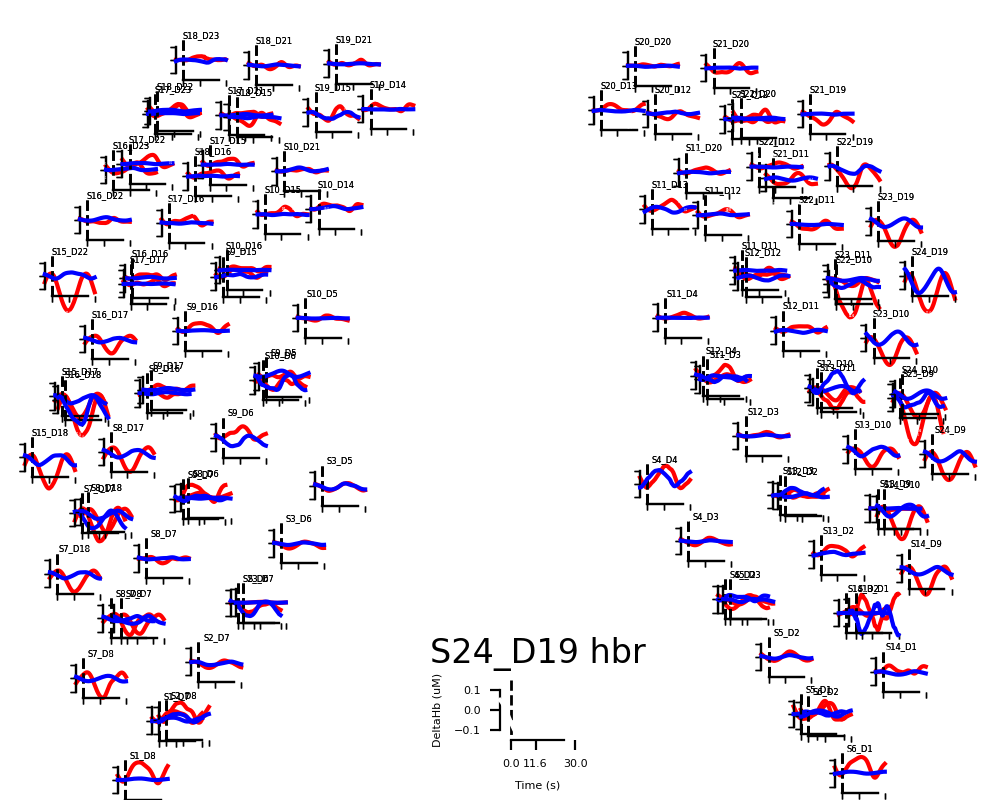 S18_D23
S18_D21
S19_D21
S20_D20
S21_D20
S18_D22
S17_D23
S17_D21
S18_D15
S19_D15
S19_D14
S20_D13
S20_D12
S21_D19
S17_D22
S16_D23
S17_D15
S18_D16
S10_D21
S11_D20
S21_D11
S22_D19
S10_D15
S10_D14
S16_D22
S17_D16
S11_D13
S11_D12
S22_D11
S23_D19
S15_D22
S16_D16
S17_D17
S10_D16
S9_D15
S11_D11
S12_D12
S23_D11
S22_D10
S24_D19
S16_D17
S9_D16
S10_D5
S11_D4
S12_D11
S23_D10
S15_D17
S16_D18
S9_D17
S8_D16
S9_D5
S10_D6
S12_D4
S11_D3
S12_D10
S13_D11
S24_D10
S23_D9
S15_D18
S8_D17
S9_D6
S12_D3
S13_D10
S24_D9
S3_D5
S4_D4
S8_D6
S9_D7
S13_D3
S12_D2
S7_D17
S8_D18
S14_D10
S13_D9
S3_D6
S4_D3
S8_D7
S13_D2
S7_D18
S14_D9
S8_D8
S7_D7
S2_D6
S3_D7
S4_D2
S5_D3
S14_D2
S13_D1
S7_D8
S2_D7
S5_D2
S14_D1
S24_D19 hbr
S1_D7
S2_D8
S5_D1
S6_D2
DeltaHb (uM)
0.1
0.0
−0.1
0.0 11.6 30.0
Time (s)
S1_D8
S6_D1